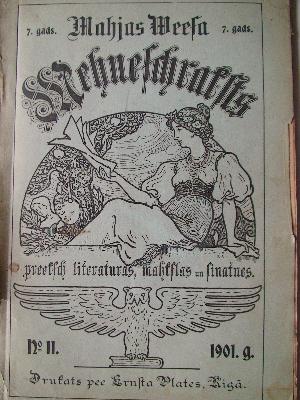 7. gads. Mahjas Weesa 7. gads.
Mehneschraksts
preeksch literaturas, mahkslas un sinatnes.
№ 11. 1901. g.
Drukats pee Ernsta Plates, Rigā.